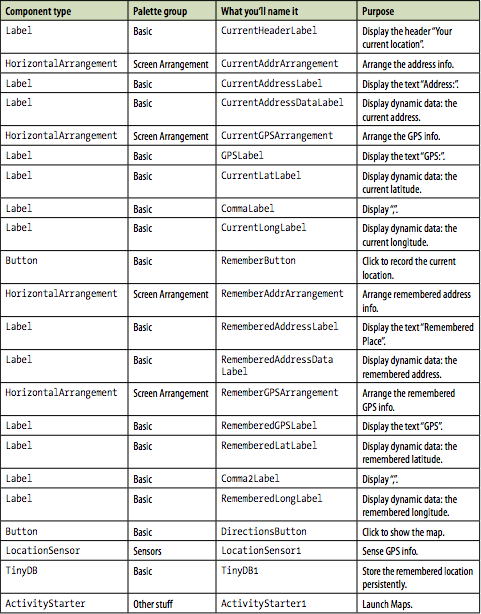 Component type Palette group What you'll name it Purpose
Label Basic CurrentHeaderLabel Display the header “Your
current location”.
HorizontalArrangement Screen Arrangement CurrentAddrArrangement Arrange the address info.
Label Basic CurrentAddressLabel Display the text “Address:”.
Label Basic CurrentAddressDataLabel Display dynamic data: the
current address.
HorizontalArrangement Screen Arrangement CurrentGPSArrangement Arrange the GPS info.
Label Basic GPSLabel Display the text “GPS:”.
Label Basic CurrentLatLabel Display dynamic data: the
current latitude.
Label Basic CommaLabel Display “,”.
Label Basic CurrentLongLabel Display dynamic data: the
current longitude.
Button Basic RememberButton Click to record the current
location.
HorizontalArrangement Screen Arrangement RememberAddrArrangement Arrange remembered address
info.
Label Basic RememberedAddressLabel Display the text “Remembered
Place”.
Label Basic RememberedAddressData Display dynamic data: the
Label remembered address.
HorizontalArrangement Screen Arrangement RememberGPSArrangement Arrange the remembered
GPS info.
Label Basic RememberedGPSLabel Display the text “GPS”.
Label Basic RememberedLatLabel Display dynamic data: the
remembered latitude.
Label Basic Comma2Label Display “,”.
Label Basic RememberedLongLabel Display dynamic data: the
remembered longitude.
Button Basic DirectionsButton Click to show the map.
LocationSensor Sensors LocationSensor1 Sense GPS info.
TinyDB Basic TinyDB1 Store the remembered location
persistently.
ActivityStarter Other stuff ActivityStarter1 Launch Maps.